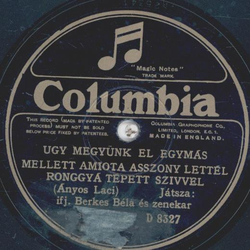 "Magic Notes"
TRADE MARK.
Columbia
THIS RECORD MADE BY PATENTED
PROCESS MUST NOT BE SOLD
BELOW PRICE FIXED BY PATENTEES.
COLUMBIA GRAPHOPHONE CO.
LIMITED, LONDON, E.C.1.
MADE IN ENGLAND.
UGY MEGYÜNK EL EGYMÁS
MELLETT AMIOTA ASSZONY LETTÉL
RONGGYÁ TÉPETT SZIVVEL
(Ányos Laci) Játsza:
ifj. Berkes Béla és zenekar
D 8327